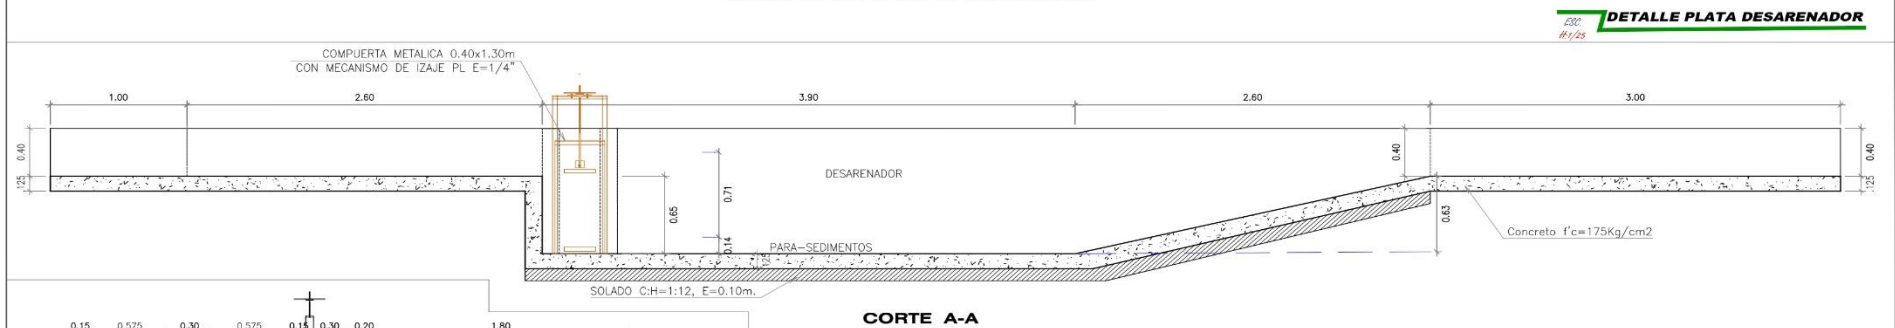 ESC.
H:1/25
DETALLE PLATA DESARENADOR
COMPUERTA METALICA 0.40x1.30m
CON MECANISMO DE IZAJE PL E=1/4"
1.00
2.60
3.90
2.60
3.00
0.40
.125
0.65
0.71
0.14
DESARENADOR
PARA-SEDIMENTOS
.125
0.40
0.63
0.40
.125
Concreto f'c=175Kg/cm2
SOLADO C:H=1:12, E=0.10m.
CORTE A-A
0.15 0.575 0.30 0.575 0.15 0.30 0.20 1.80